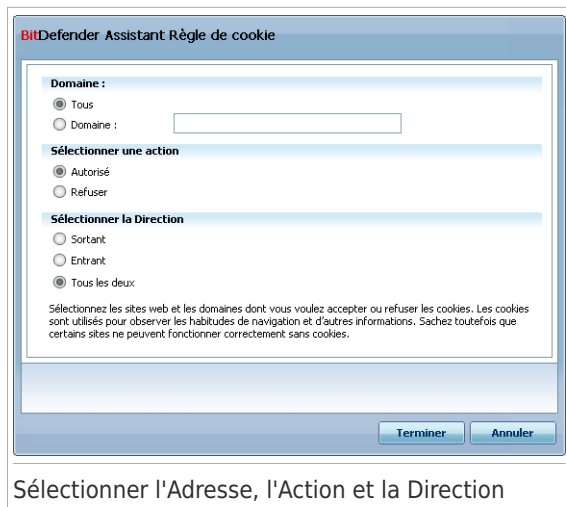 BitDefender Assistant Règle de cookie
Domaine :
Tous
Domaine :
Sélectionner une action
Autorisé
Refuser
Sélectionner la Direction
Sortant
Entrant
Tous les deux
Sélectionnez les sites web et les domaines dont vous voulez accepter ou refuser les cookies. Les cookies
sont utilisés pour observer les habitudes de navigation et d'autres informations. Sachez toutefois que
certains sites ne peuvent fonctionner correctement sans cookies.
Terminer Annuler
Sélectionner l'Adresse, l'Action et la Direction